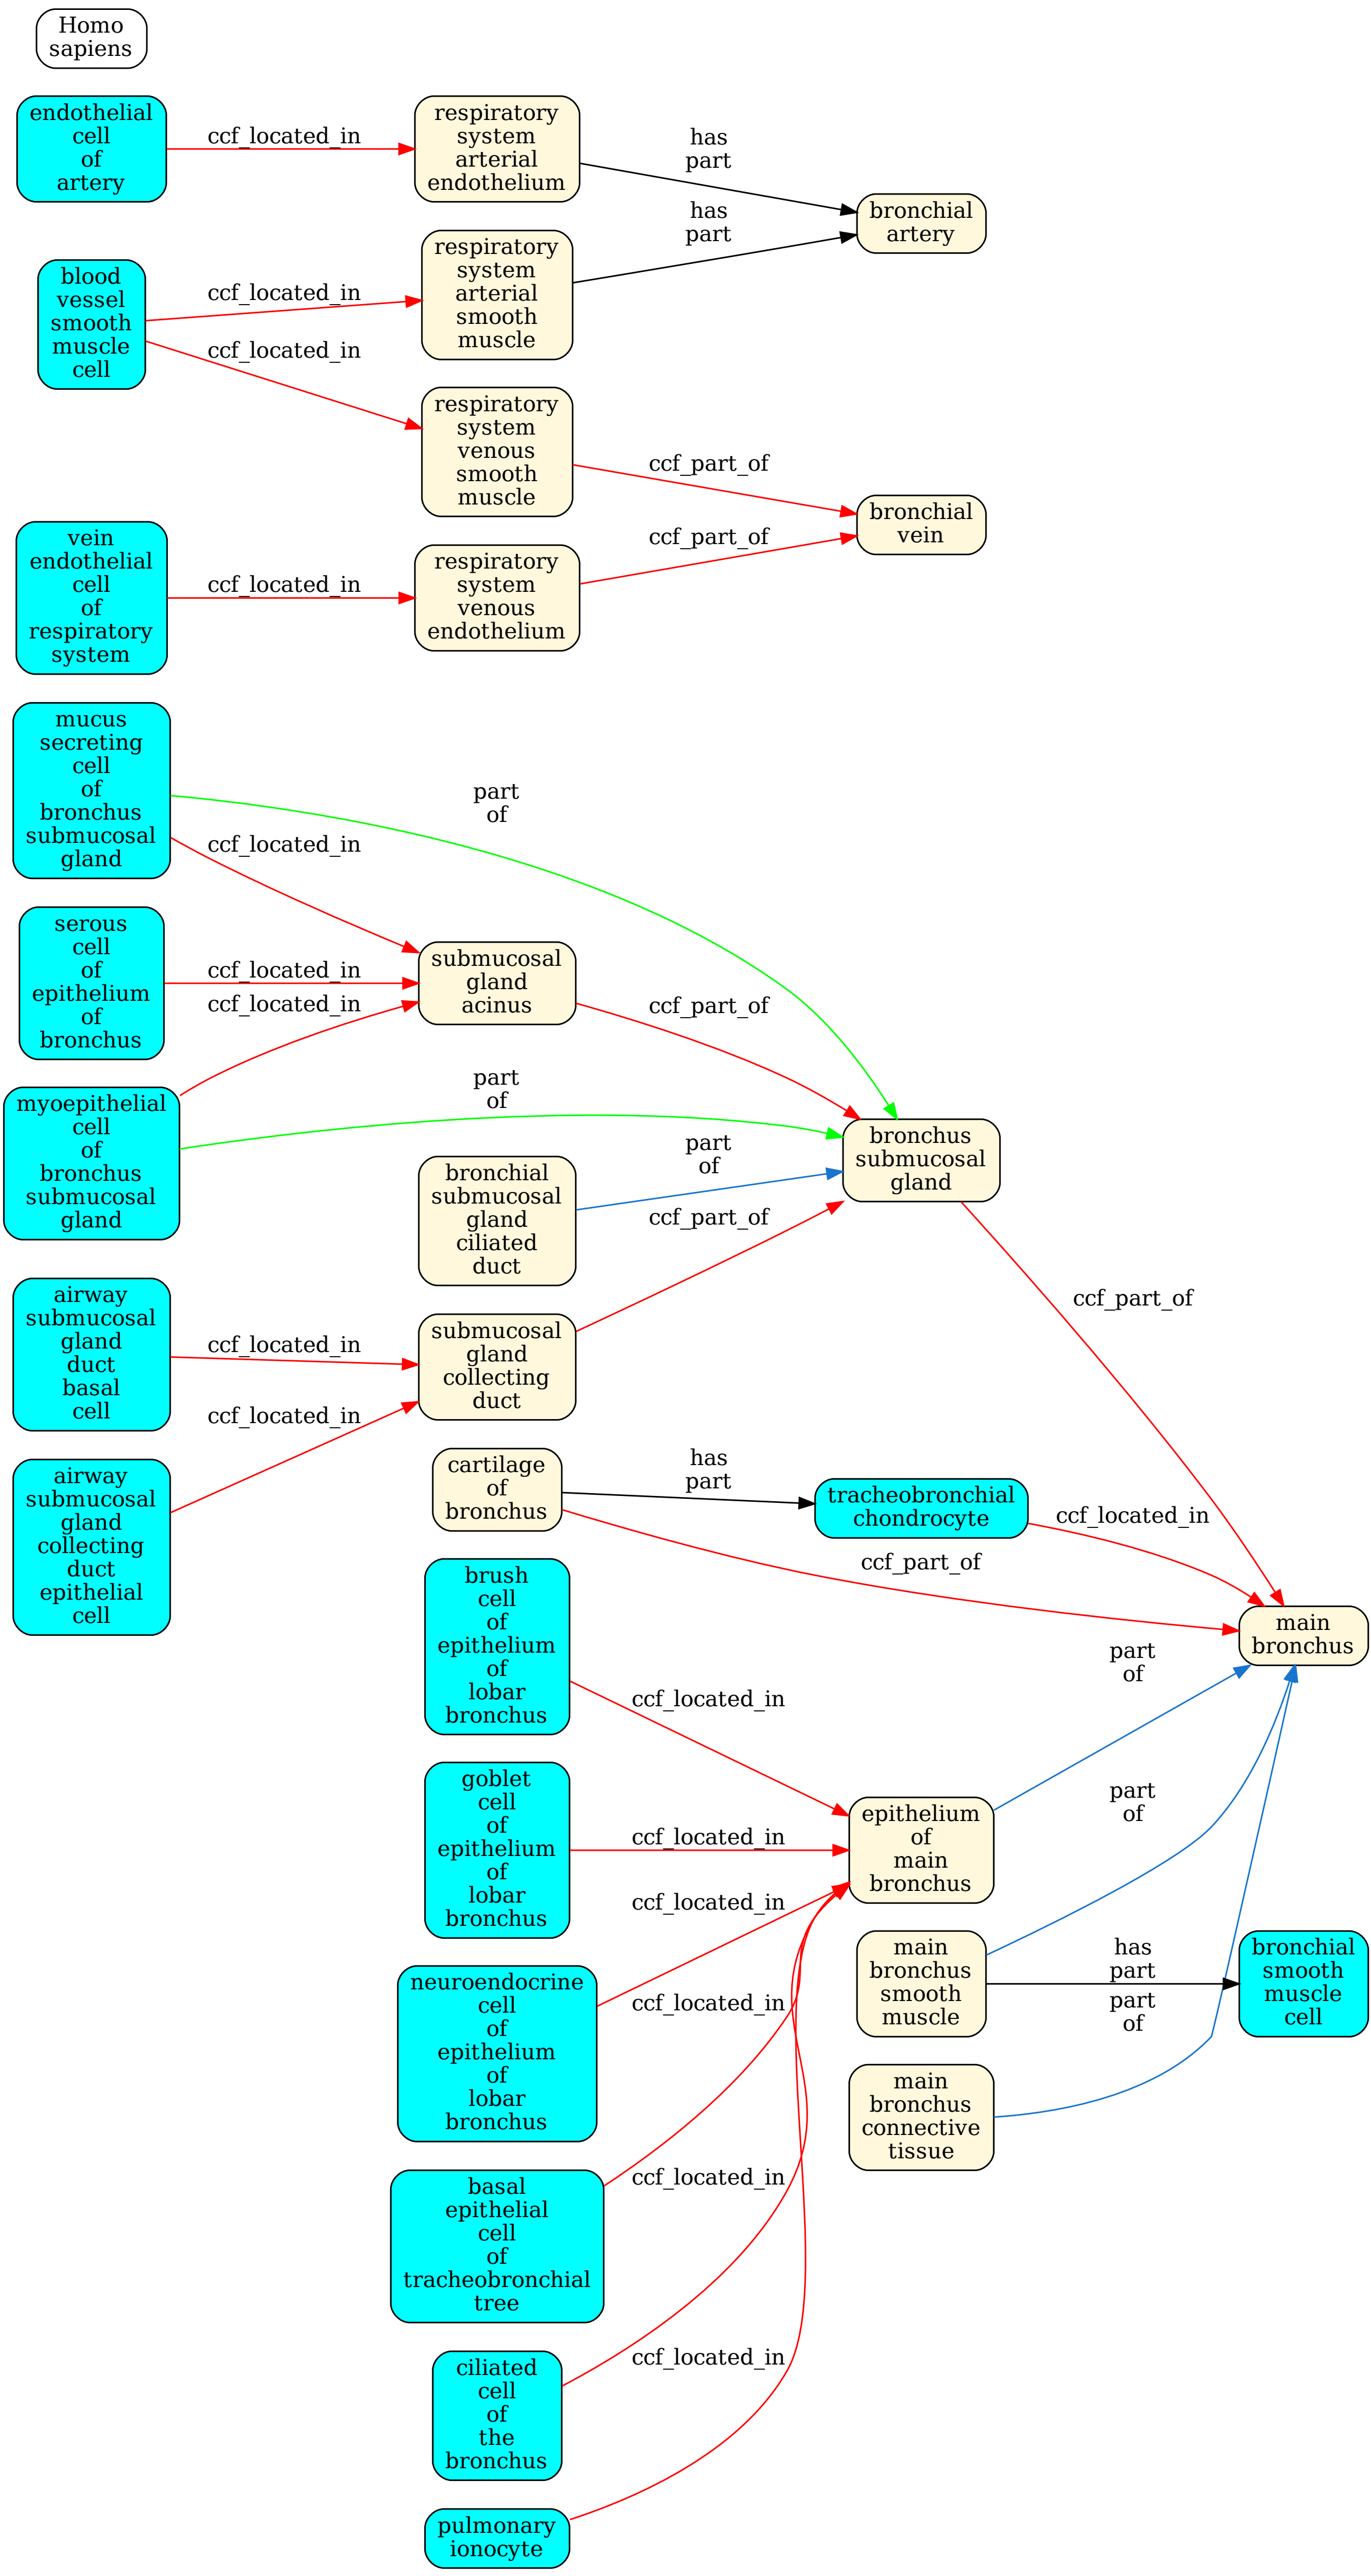 Homo
sapiens
endothelial
cell
of
artery
ccf_located_in
respiratory
system
arterial
endothelium
has
part
bronchial
artery
blood
vessel
smooth
muscle
cell
ccf_located_in
ccf_located_in
respiratory
system
arterial
smooth
muscle
has
part
respiratory
system
venous
smooth
muscle
ccf_part_of
bronchial
vein
vein
endothelial
cell
of
respiratory
system
ccf_located_in
respiratory
system
venous
endothelium
ccf_part_of
mucus
secreting
cell
of
bronchus
submucosal
gland
part
of
ccf_located_in
serous
cell
of
epithelium
of
bronchus
ccf_located_in
ccf_located_in
submucosal
gland
acinus
ccf_part_of
myoepithelial
cell
of
bronchus
submucosal
gland
part
of
bronchus
submucosal
gland
bronchial
submucosal
gland
ciliated
duct
part
of
ccf_part_of
ccf_part_of
airway
submucosal
gland
duct
basal
cell
ccf_located_in
submucosal
gland
collecting
duct
airway
submucosal
gland
collecting
duct
epithelial
cell
ccf_located_in
cartilage
of
bronchus
has
part
tracheobronchial
chondrocyte
ccf_located_in
ccf_part_of
main
bronchus
brush
cell
of
epithelium
of
lobar
bronchus
ccf_located_in
part
of
goblet
cell
of
epithelium
of
lobar
bronchus
ccf_located_in
epithelium
of
main
bronchus
part
of
neuroendocrine
cell
of
epithelium
of
lobar
bronchus
ccf_located_in
ccf_located_in
main
bronchus
smooth
muscle
has
part
part
of
bronchial
smooth
muscle
cell
main
bronchus
connective
tissue
basal
epithelial
cell
of
tracheobronchial
tree
ccf_located_in
ciliated
cell
of
the
bronchus
ccf_located_in
pulmonary
ionocyte